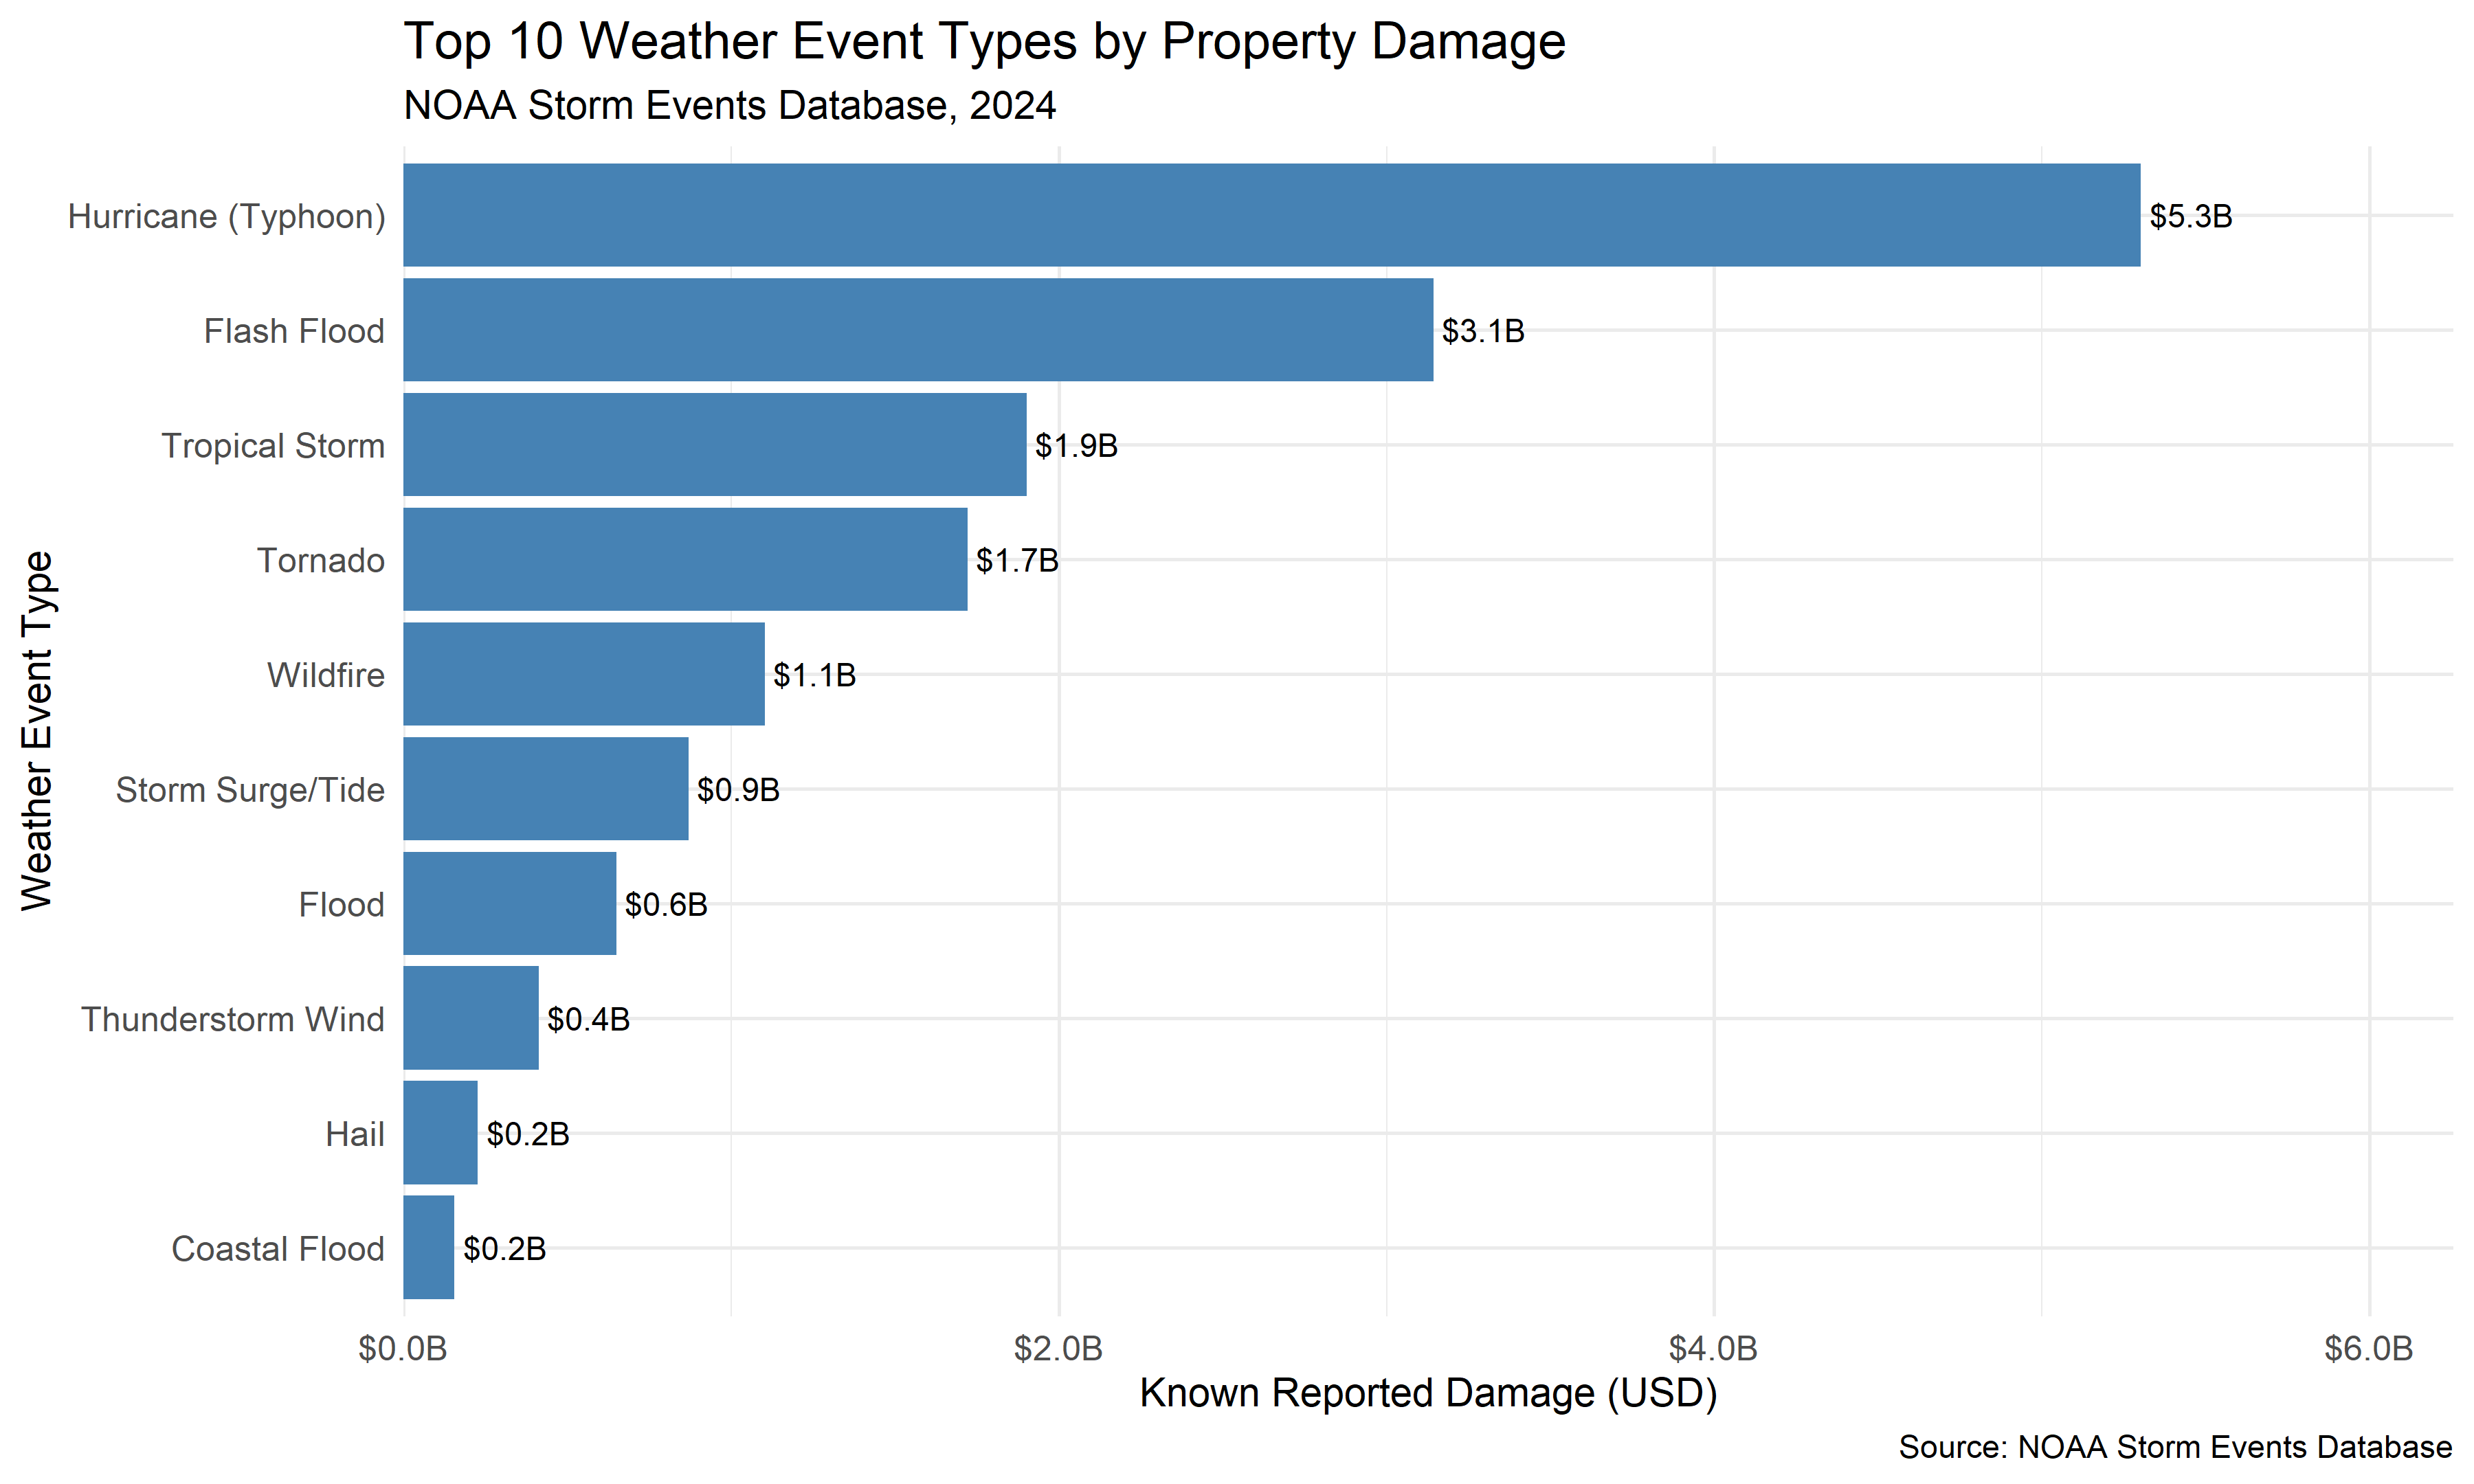 Top 10 Weather Event Types by Property Damage
NOAA Storm Events Database, 2024
Weather Event Type
Hurricane (Typhoon) $5.3B
Flash Flood $3.1B
Tropical Storm $1.9B
Tornado $1.7B
Wildfire $1.1B
Storm Surge/Tide $0.9B
Flood $0.6B
Thunderstorm Wind $0.4B
Hail $0.2B
Coastal Flood $0.2B
$0.0B $2.0B $4.0B $6.0B
Known Reported Damage (USD)
Source: NOAA Storm Events Database